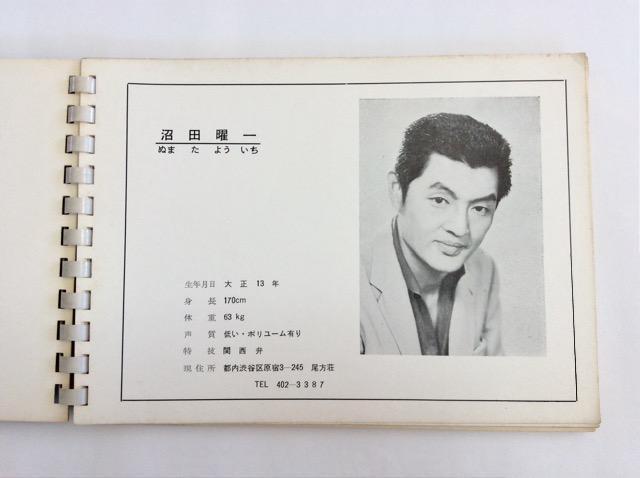 沼田曜一
ぬま た よう いち
生年月日 大正 13 年
身長 170cm
体重 63 kg
声質 低い・ボリユーム有り
特技 関西弁
現住所 都内渋谷区原宿3―245 尾方荘
TEL 402―3387